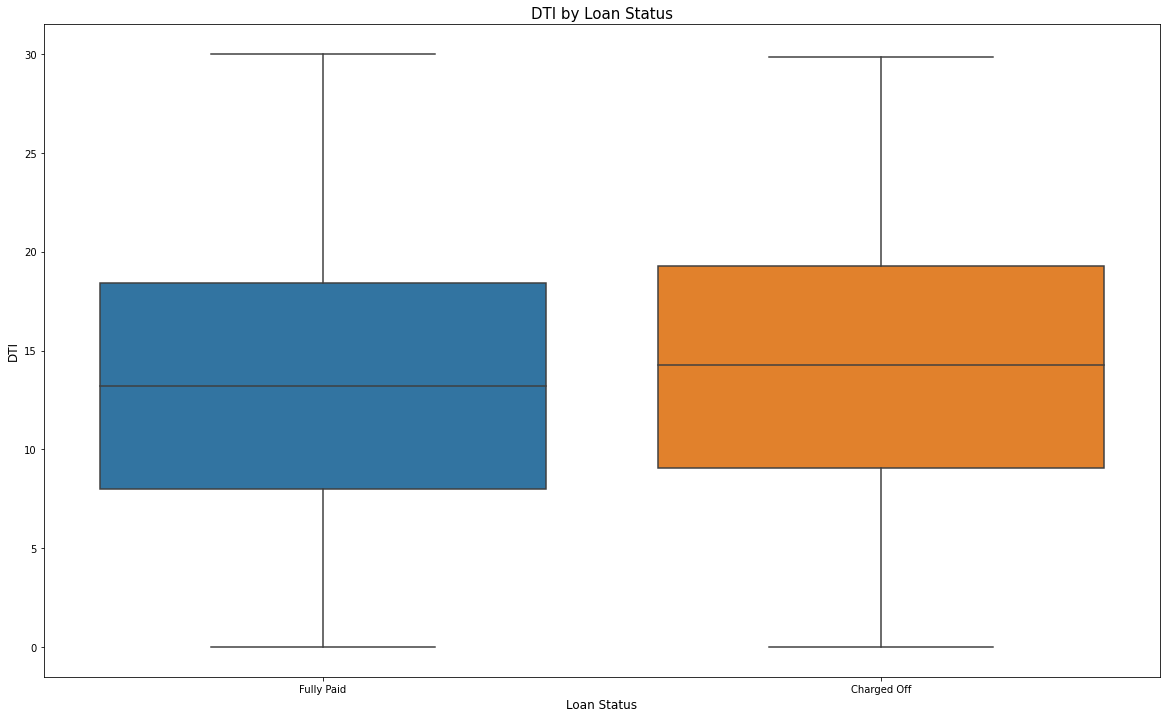 DTI by Loan Status
30
25
20
15
10
5
0
DTI
Fully Paid
Charged Off
Loan Status